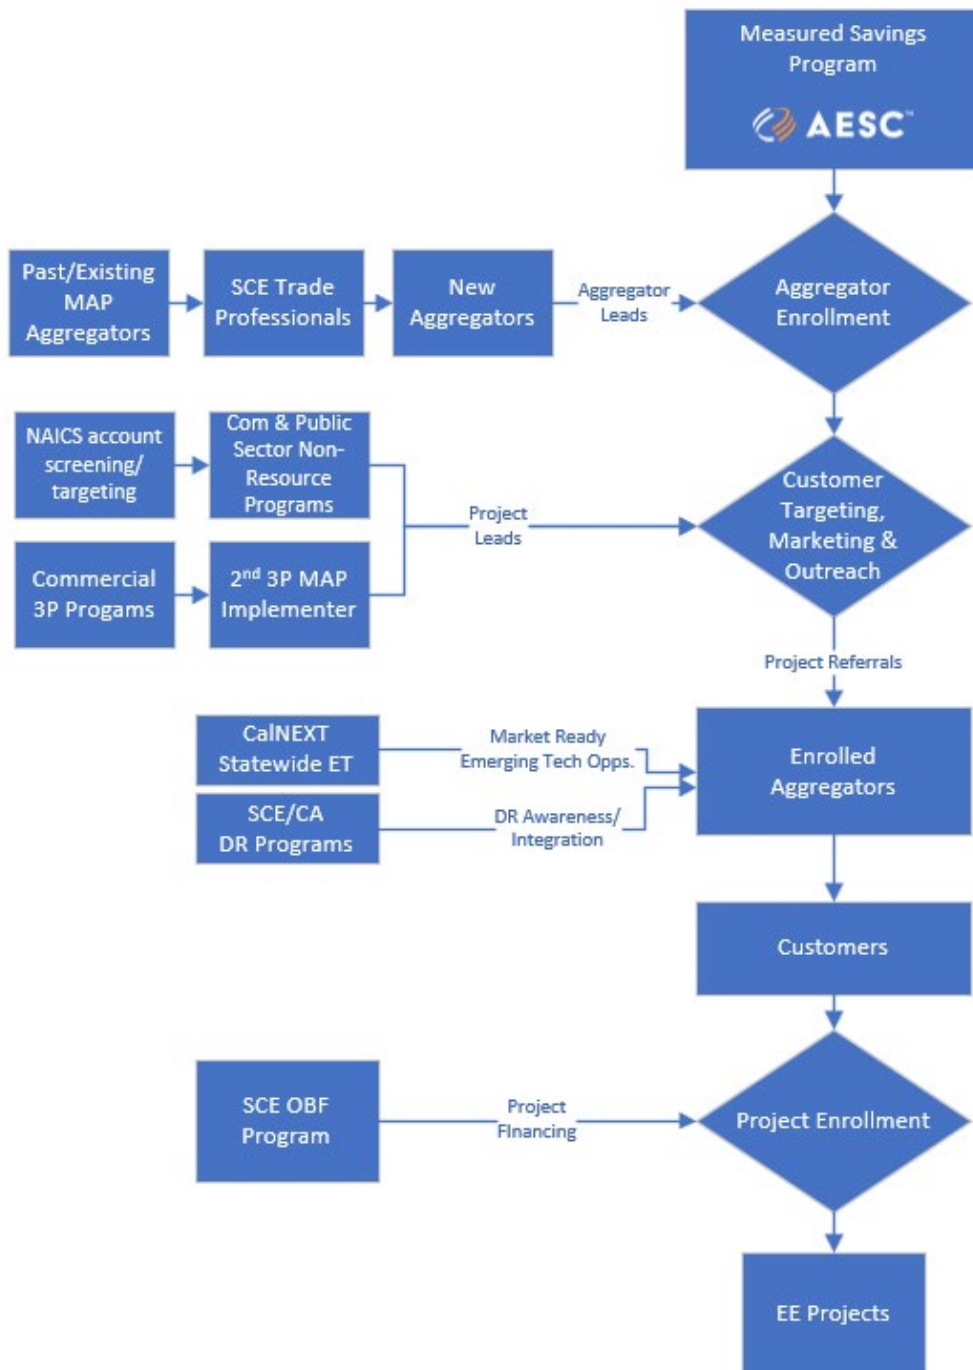 Measured Savings
Program
AESC™
Past/Existing
MAP
Aggregators
SCE Trade
Professionals
New
Aggregators
Aggregator
Leads
Aggregator
Enrollment
NAICS account
screening/
targeting
Com & Public
Sector Non-
Resource
Programs
Commercial
3P Progams
2nd 3P MAP
Implementer
Project
Leads
Customer
Targeting,
Marketing &
Outreach
Project Referrals
CalNEXT
Statewide ET
Market Ready
Emerging Tech Opps.
SCE/CA
DR Programs
DR Awareness/
Integration
Enrolled
Aggregators
Customers
SCE OBF
Program
Project
FInancing
Project Enrollment
EE Projects